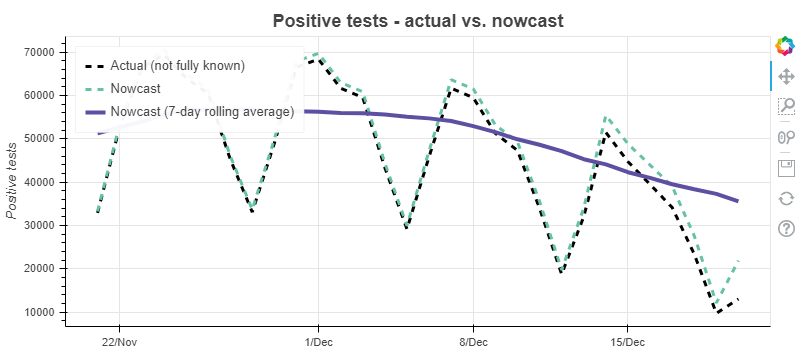 Positive tests - actual vs. nowcast
Actual (not fully known)
Nowcast
Nowcast (7-day rolling average)
Positive tests
70000
60000
50000
40000
30000
20000
10000
22/Nov
1/Dec
8/Dec
15/Dec